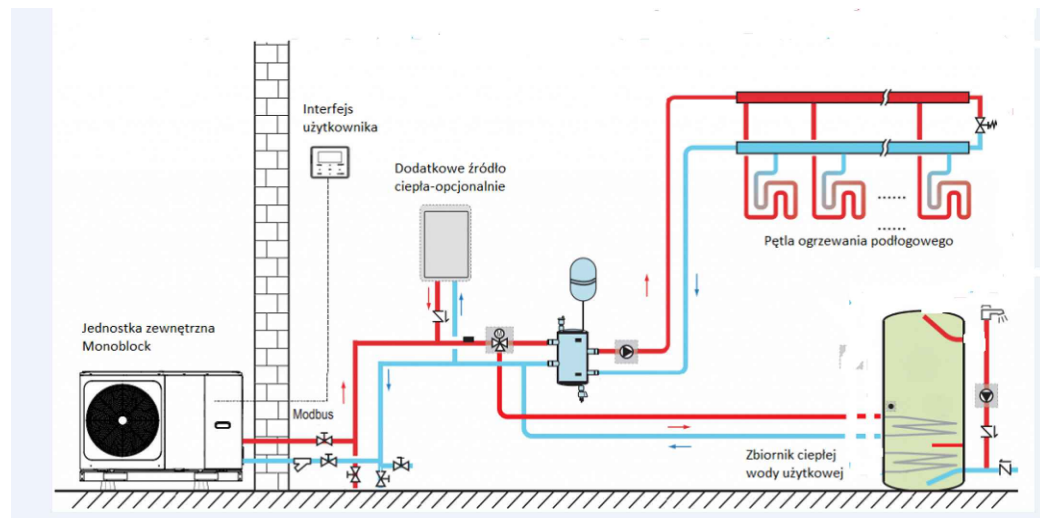 Interfejs
użytkownika
Dodatkowe źródło
ciepła-opcjonalnie
Pętla ogrzewania podłogowego
Jednostka zewnętrzna
Monoblock
Modbus
M
Zbiornik ciepłej
wody użytkowej